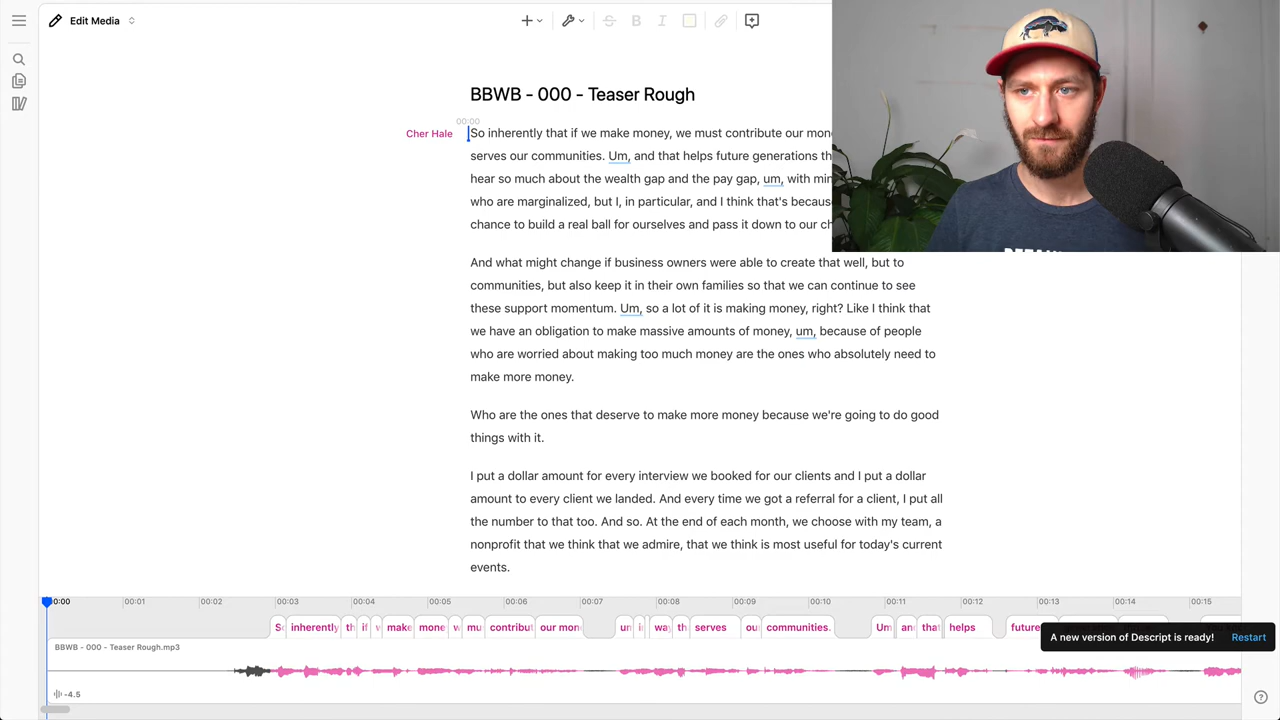 Edit Media
BBWB - 000 - Teaser Rough
00:00
Cher Hale
So inherently that if we make money, we must contribute our mon
serves our communities. Um, and that helps future generations th
hear so much about the wealth gap and the pay gap, um, with min
who are marginalized, but I, in particular, and I think that's becaus
chance to build a real ball for ourselves and pass it down to our ch
And what might change if business owners were able to create that well, but to
communities, but also keep it in their own families so that we can continue to see
these support momentum. Um, so a lot of it is making money, right? Like I think that
we have an obligation to make massive amounts of money, um, because of people
who are worried about making too much money are the ones who absolutely need to
make more money.
Who are the ones that deserve to make more money because we're going to do good
things with it.
I put a dollar amount for every interview we booked for our clients and I put a dollar
amount to every client we landed. And every time we got a referral for a client, I put all
the number to that too. And so. At the end of each month, we choose with my team, a
nonprofit that we think that we admire, that we think is most useful for today's current
events.
0:00 00:01 00:02 00:03 00:04 00:05 00:06 00:07 00:08 00:09 00:10 00:11 00:12 00:13 00:14 00:15
S inherently th if w make mone w mu contribut our mon un i way th serves ou communities. Um an that helps future
A new version of Descript is ready! Restart
BBWB - 000 - Teaser Rough.mp3
-4.5